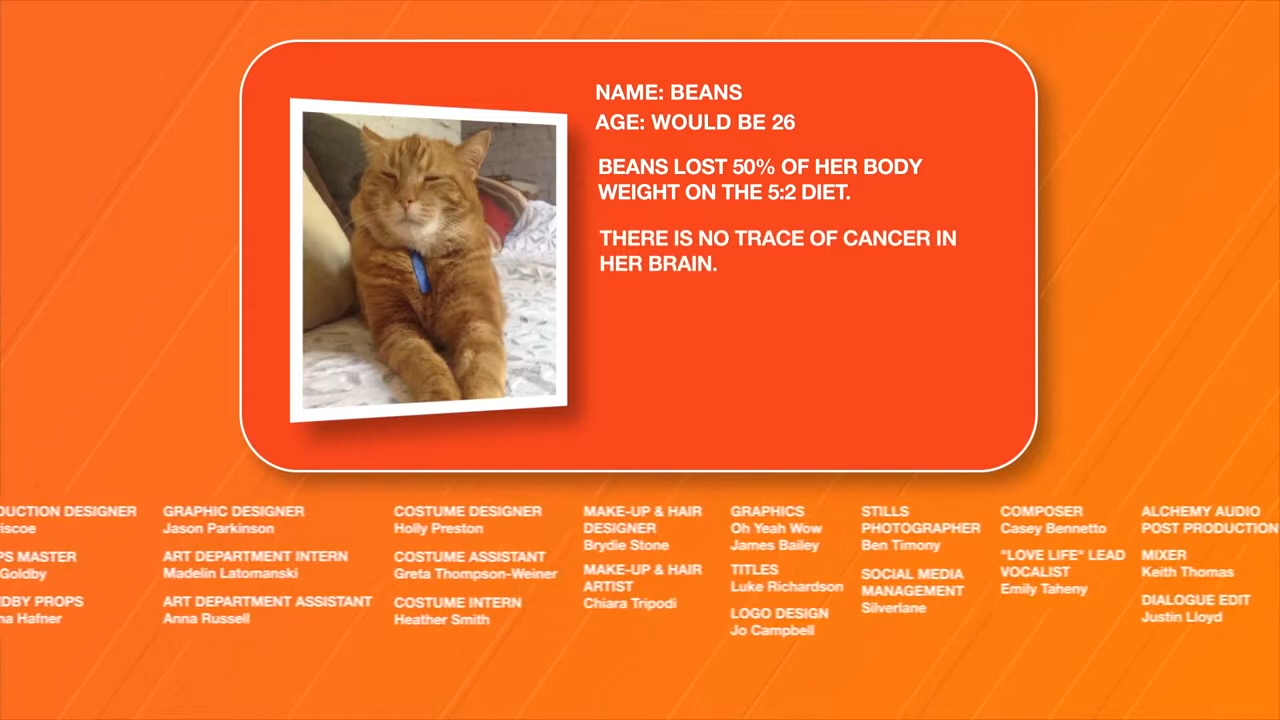 NAME: BEANS
AGE: WOULD BE 26
BEANS LOST 50% OF HER BODY
WEIGHT ON THE 5:2 DIET.
THERE IS NO TRACE OF CANCER IN
HER BRAIN.
GRAPHIC DESIGNER
Jason Parkinson
ART DEPARTMENT INTERN
Madelin Latomanski
ART DEPARTMENT ASSISTANT
Anna Russell
COSTUME DESIGNER
Holly Preston
COSTUME ASSISTANT
Greta Thompson-Weiner
COSTUME INTERN
Heather Smith
MAKE-UP & HAIR
DESIGNER
Brydie Stone
MAKE-UP & HAIR
ARTIST
Chiara Tripodi
GRAPHICS
Oh Yeah Wow
James Bailey
TITLES
Luke Richardson
LOGO DESIGN
Jo Campbell
STILLS
PHOTOGRAPHER
Ben Timony
SOCIAL MEDIA
MANAGEMENT
Silverlane
COMPOSER
Casey Bennetto
"LOVE LIFE" LEAD
VOCALIST
Emily Taheny
ALCHEMY AUDIO
POST PRODUCTION
MIXER
Keith Thomas
DIALOGUE EDIT
Justin Lloyd
DESIGNER
MASTER
Goldby
PROPS
Hafner